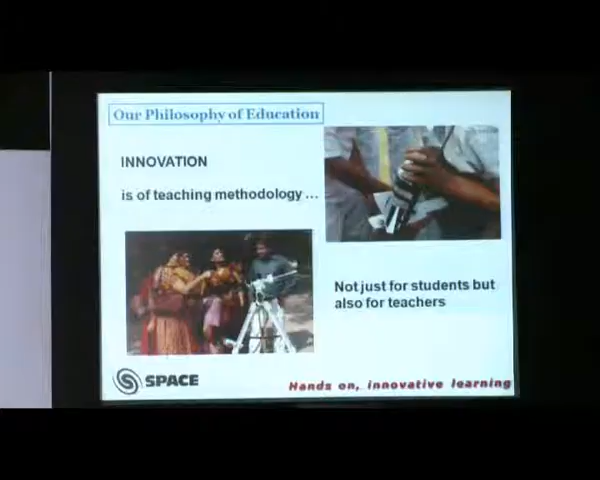 Our Philosophy of Education
INNOVATION
is of teaching methodology ...
Not just for students but
also for teachers
SPACE
Hands on, innovative learning